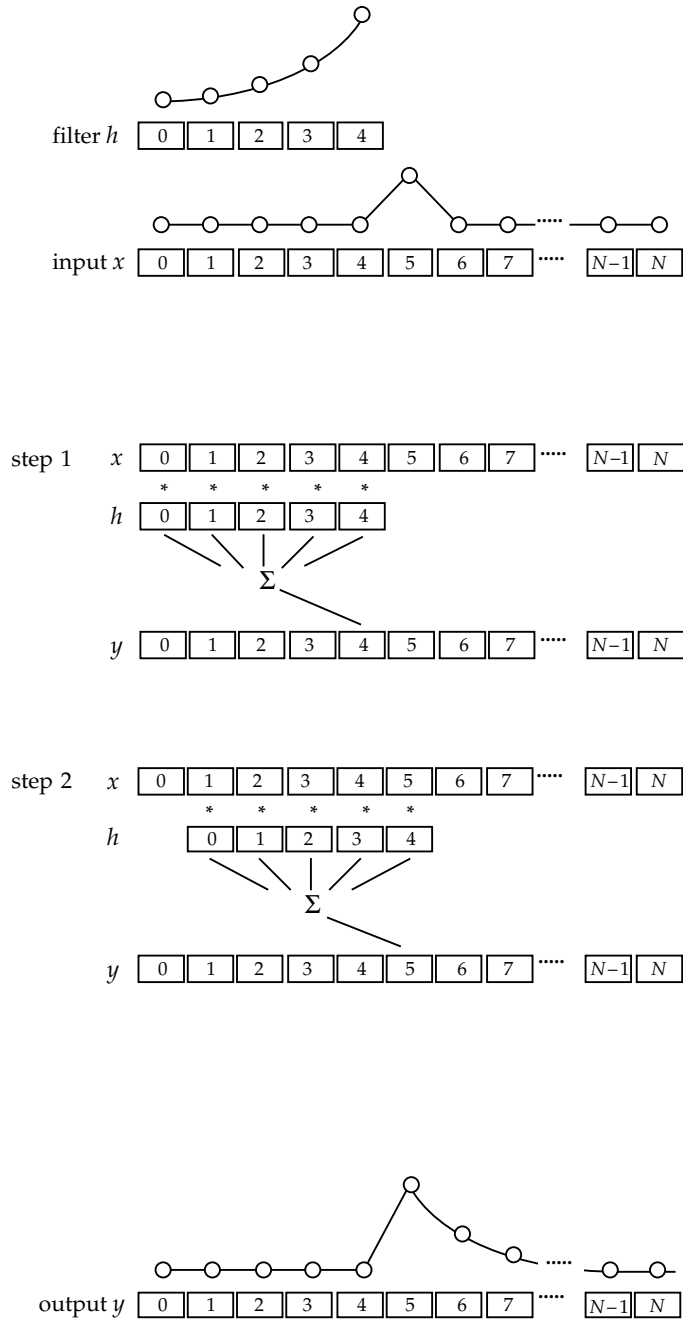 filter h 0 1 2 3 4
.....
input x 0 1 2 3 4 5 6 7 ..... N−1 N
step 1 x 0 1 2 3 4 5 6 7 ..... N−1 N
* * * * *
h 0 1 2 3 4
Σ
y 0 1 2 3 4 5 6 7 ..... N−1 N
step 2 x 0 1 2 3 4 5 6 7 ..... N−1 N
* * * * *
h 0 1 2 3 4
Σ
y 0 1 2 3 4 5 6 7 ..... N−1 N
.....
output y 0 1 2 3 4 5 6 7 ..... N−1 N